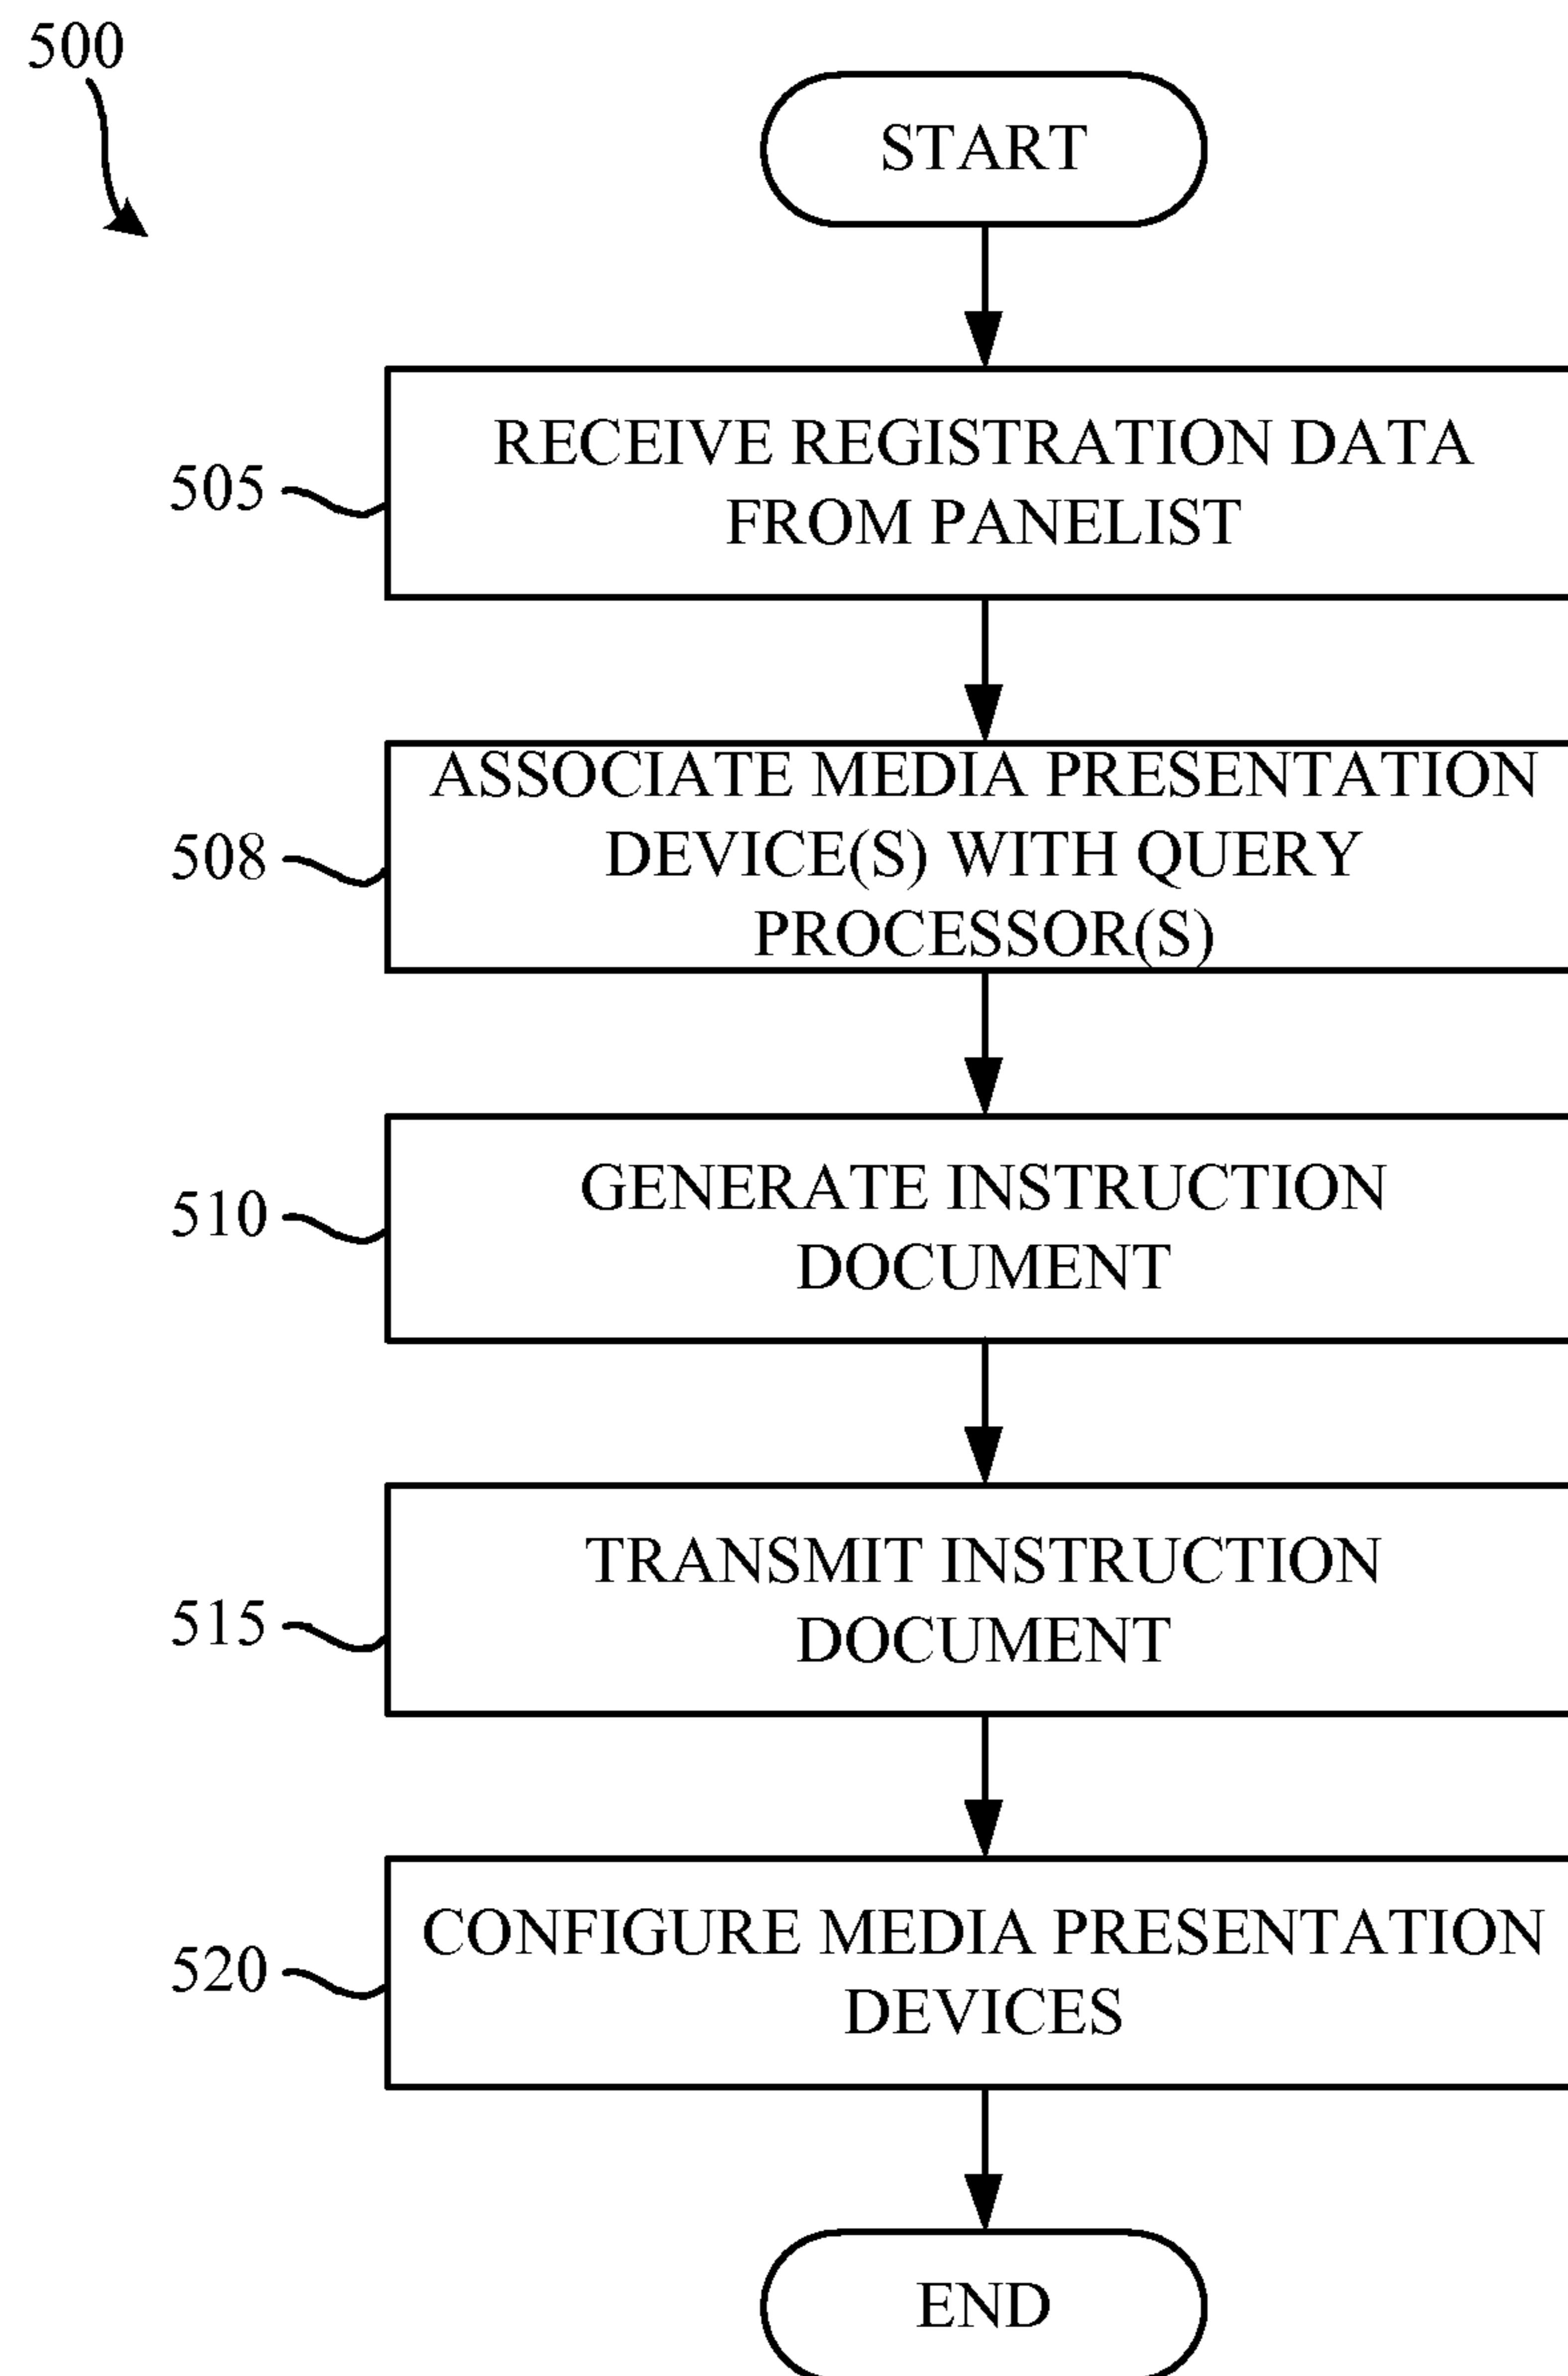 500
START
RECEIVE REGISTRATION DATA
FROM PANELIST
505
ASSOCIATE MEDIA PRESENTATION
DEVICE(S) WITH QUERY
PROCESSOR(S)
508
GENERATE INSTRUCTION
DOCUMENT
510
TRANSMIT INSTRUCTION
DOCUMENT
515
CONFIGURE MEDIA PRESENTATION
DEVICES
520
END